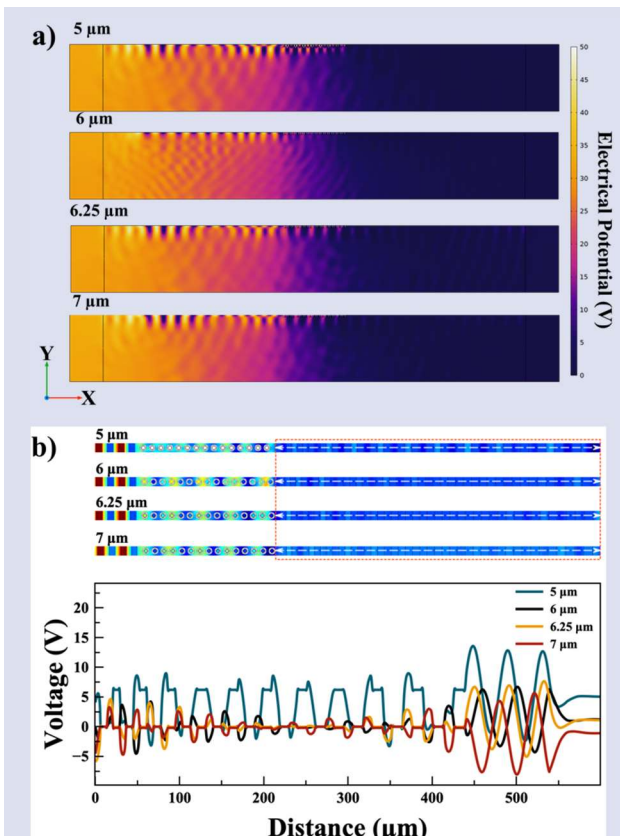 a)
5 μm
6 μm
6.25 μm
7 μm
Y
X
50
45
40
35
30
25
20
15
10
5
0
Electrical Potential (V)
b)
5 μm
6 μm
6.25 μm
7 μm
Voltage (V)
20
15
10
5
0
−5
5 μm
6 μm
6.25 μm
7 μm
0
100
200
300
400
500
Distance (μm)